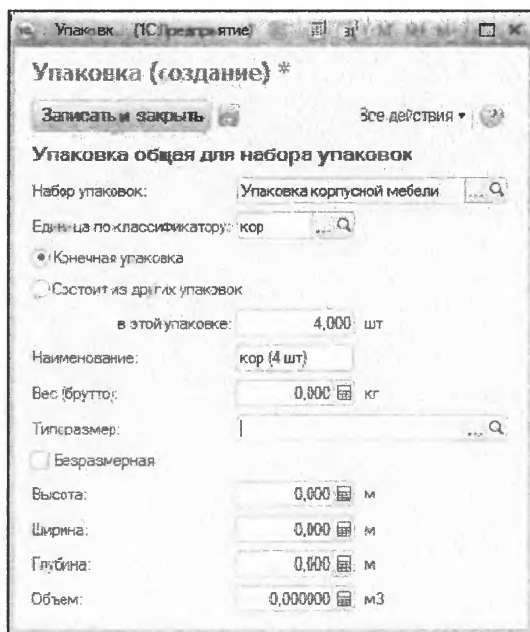 Упаковк... (1С:Предприятие)
Упаковка (создание) *
Записать и закрыть
Все действия
Упаковка общая для набора упаковок
Набор упаковок: Упаковка корпусной мебели ...
Единица по классификатору: кор ...
Конечная упаковка
Состоит из других упаковок
в этой упаковке: 4,000 шт
Наименование: кор (4 шт)
Вес (брутто): 0,000 кг
Типоразмер: ...
Безразмерная
Высота: 0,000 м
Ширина: 0,000 м
Глубина: 0,000 м
Объем: 0,000000 м3